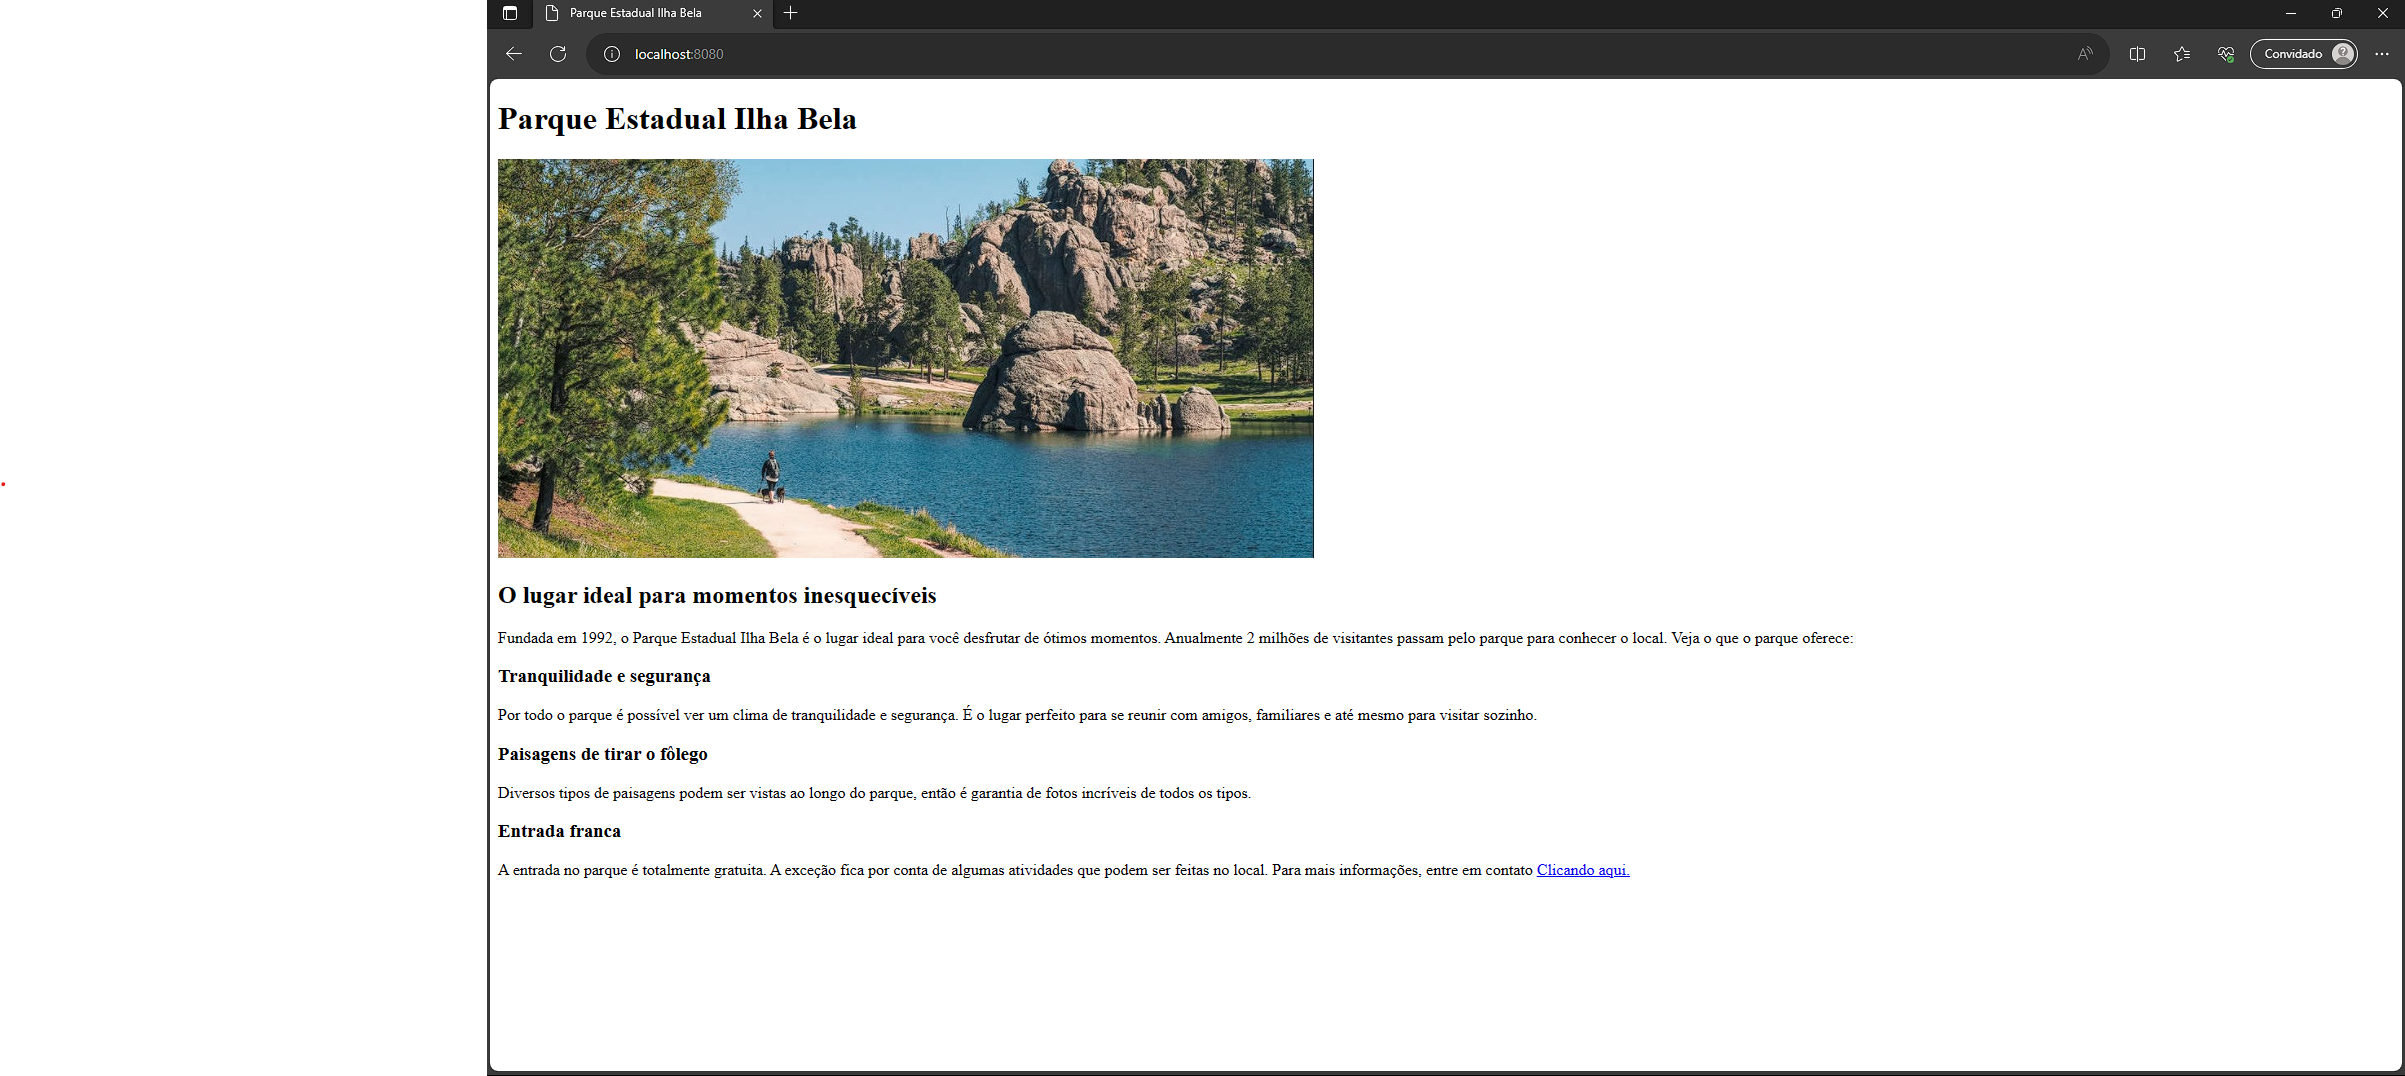 Parque Estadual Ilha Bela
localhost:8080
Convidado
Parque Estadual Ilha Bela
O lugar ideal para momentos inesquecíveis
Fundada em 1992, o Parque Estadual Ilha Bela é o lugar ideal para você desfrutar de ótimos momentos. Anualmente 2 milhões de visitantes passam pelo parque para conhecer o local. Veja o que o parque oferece:
Tranquilidade e segurança
Por todo o parque é possível ver um clima de tranquilidade e segurança. É o lugar perfeito para se reunir com amigos, familiares e até mesmo para visitar sozinho.
Paisagens de tirar o fôlego
Diversos tipos de paisagens podem ser vistas ao longo do parque, então é garantia de fotos incríveis de todos os tipos.
Entrada franca
A entrada no parque é totalmente gratuita. A exceção fica por conta de algumas atividades que podem ser feitas no local. Para mais informações, entre em contato Clicando aqui.